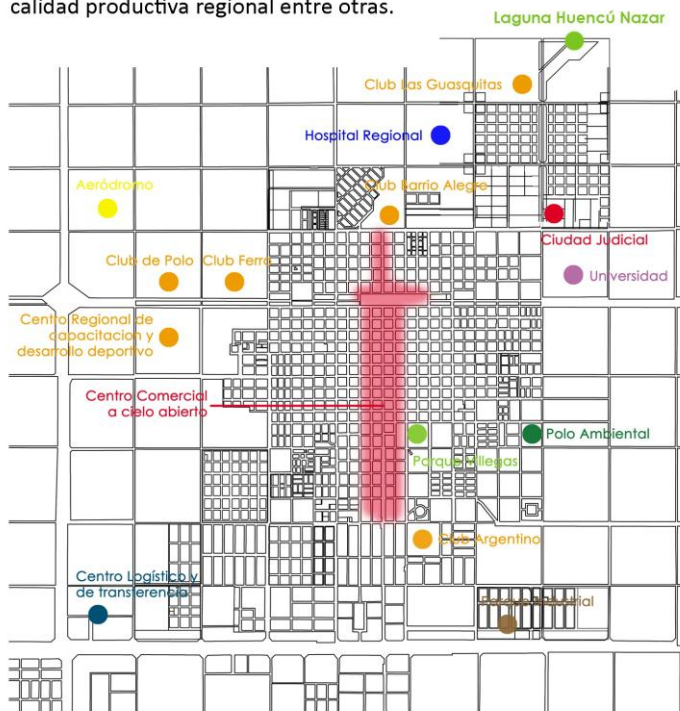 calidad productiva regional entre otras.
Laguna Huencú Nazar
Club Las Guasquitas
Hospital Regional
Aeródromo
Club Barrio Alegre
Ciudad Judicial
Club de Polo
Club Ferro
Universidad
Centro Regional de
capacitacion y
desarrollo deportivo
Centro Comercial
a cielo abierto
Polo Ambiental
Parque Villegas
Club Argentino
Centro Logístico y
de transferencia
Parque Industrial